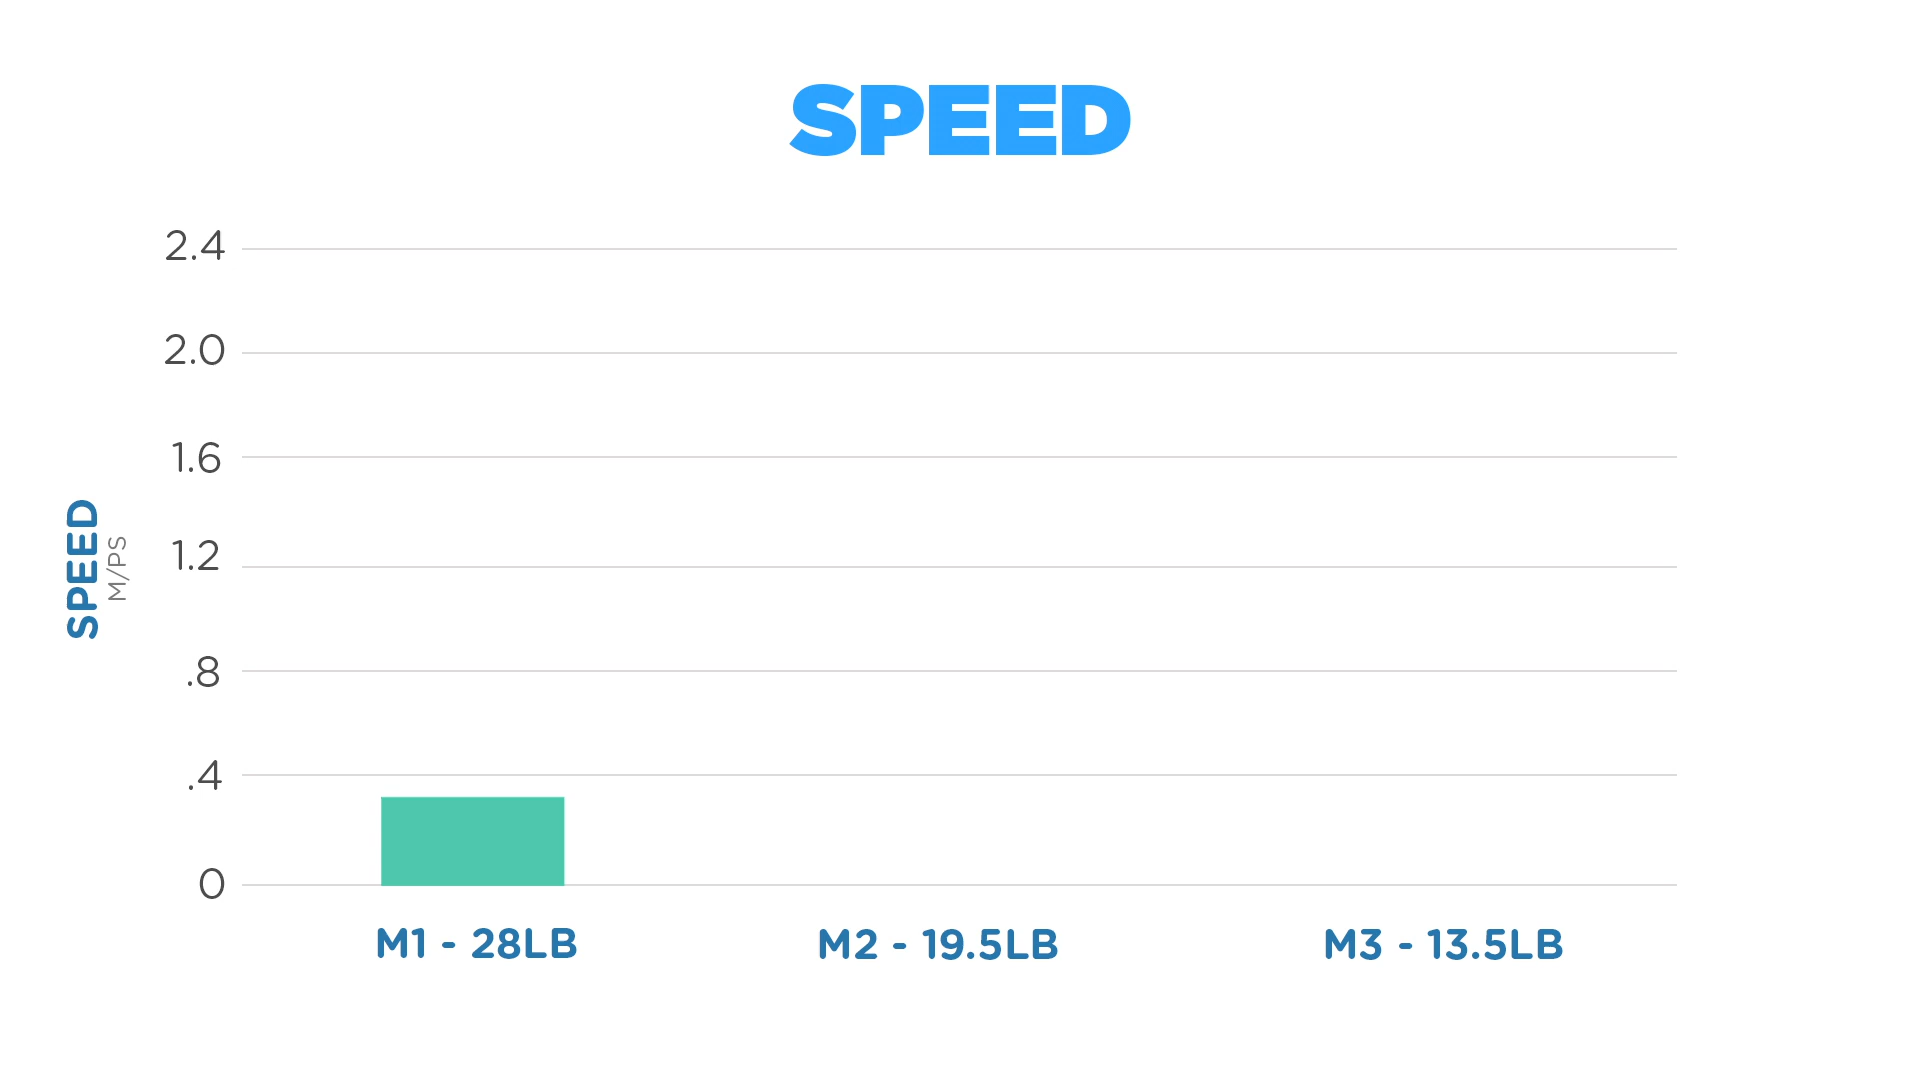 SPEED
2.4
2.0
1.6
1.2
.8
.4
0
SPEED
M/PS
M1 - 28LB
M2 - 19.5LB
M3 - 13.5LB